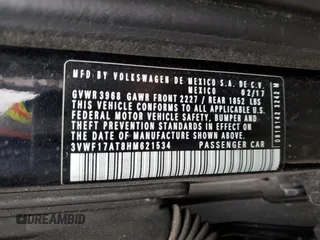 MFD. BY VOLKSWAGEN DE MEXICO S.A. DE C.V.
MEXICO 02/17
GVWR3968 GAWR FRONT 2227 / REAR 1852 LBS
THIS VEHICLE CONFORMS TO ALL APPLICABLE U.S.
FEDERAL MOTOR VEHICLE SAFETY, BUMPER AND
THEFT PREVENTION STANDARDS IN EFFECT ON THE
DATE OF MANUFACTURE SHOWN ABOVE.
3VWF17AT8HM621534 PASSENGER CAR
DREAMBID